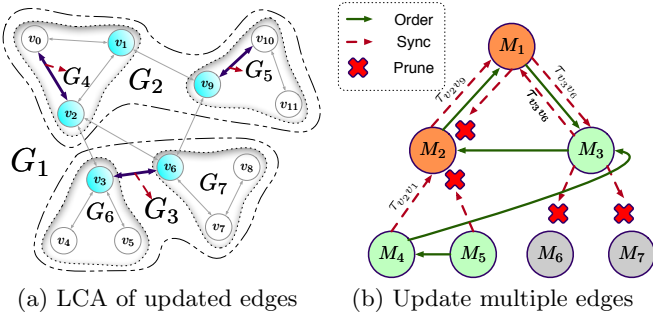 v0
v1
v2
G4
G2
v10
v9
G5
v11
G1
v3
v6
v8
G7
G6
G3
v4
v5
v7
(a) LCA of updated edges
Order
Sync
Prune
M1
τv2v9
τv3v6
τv3v6
M2
M3
τv2v1
M4
M5
M6
M7
(b) Update multiple edges